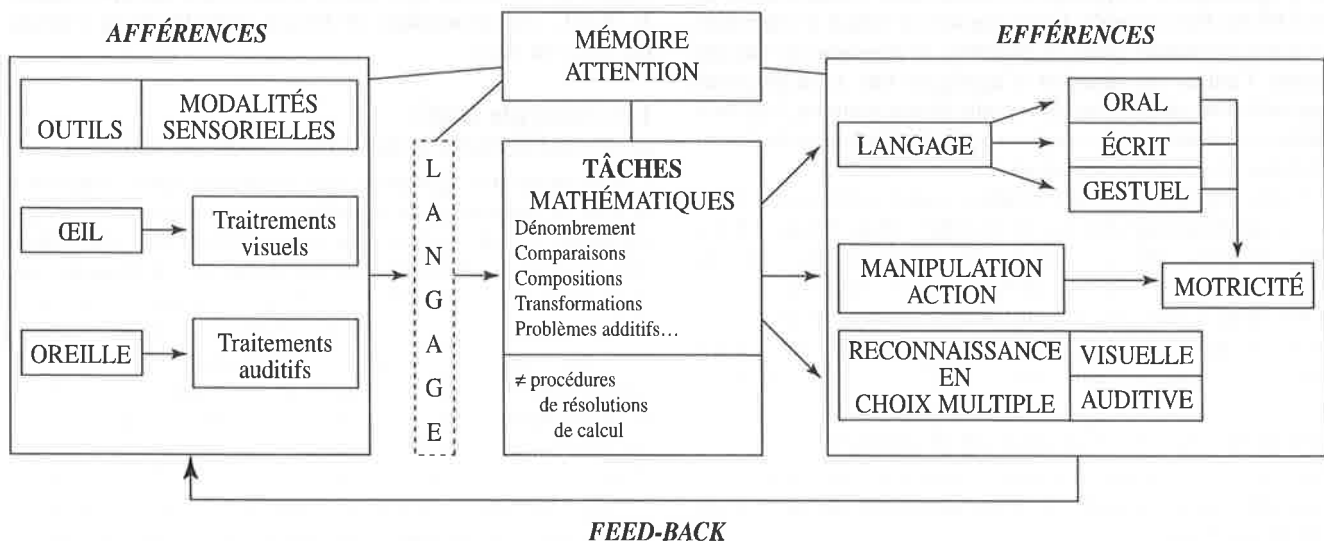 AFFÉRENCES
MÉMOIRE
ATTENTION
EFFÉRENCES
OUTILS
MODALITÉS
SENSORIELLES
ŒIL
Traitrements
visuels
OREILLE
Traitements
auditifs
L
A
N
G
A
G
E
TÂCHES
MATHÉMATIQUES
Dénombrement
Comparaisons
Compositions
Transformations
Problèmes additifs…
≠ procédures
de résolutions
de calcul
LANGAGE
ORAL
ÉCRIT
GESTUEL
MANIPULATION
ACTION
MOTRICITÉ
RECONNAISSANCE
EN
CHOIX MULTIPLE
VISUELLE
AUDITIVE
FEED-BACK